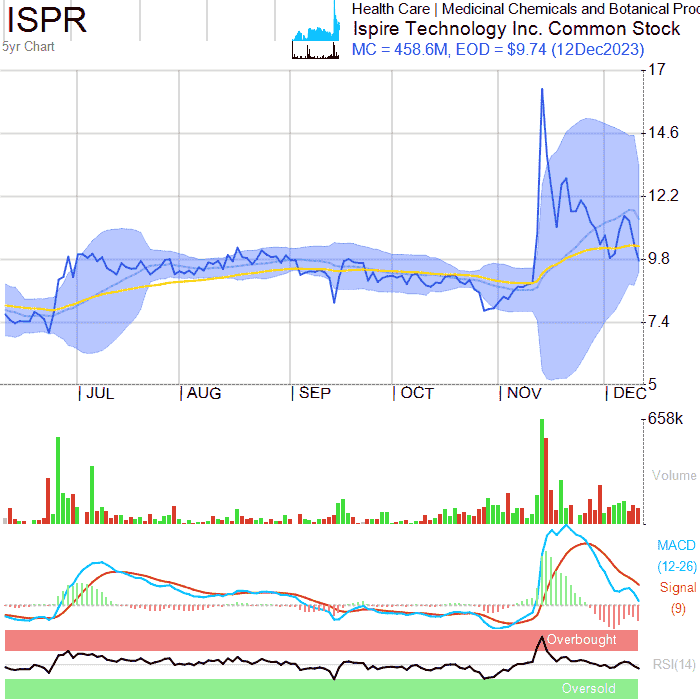 ISPR
Health Care | Medicinal Chemicals and Botanical Proc
5yr Chart
Ispire Technology Inc. Common Stock
MC = 458.6M, EOD = $9.74 (12Dec2023)
17
14.6
12.2
9.8
7.4
5
JUL
AUG
SEP
OCT
NOV
DEC
658k
Volume
MACD
(12-26)
Signal
(9)
Overbought
RSI(14)
Oversold